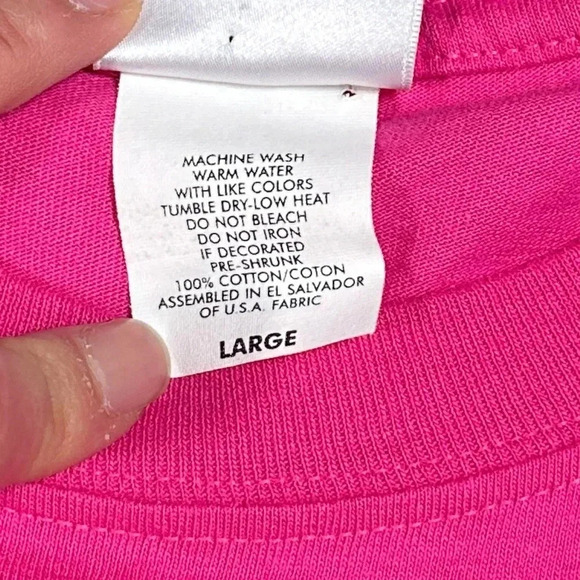 MACHINE WASH
WARM WATER
WITH LIKE COLORS
TUMBLE DRY-LOW HEAT
DO NOT BLEACH
DO NOT IRON
IF DECORATED
PRE-SHRUNK
100% COTTON/COTON
ASSEMBLED IN EL SALVADOR
OF U.S.A. FABRIC
LARGE